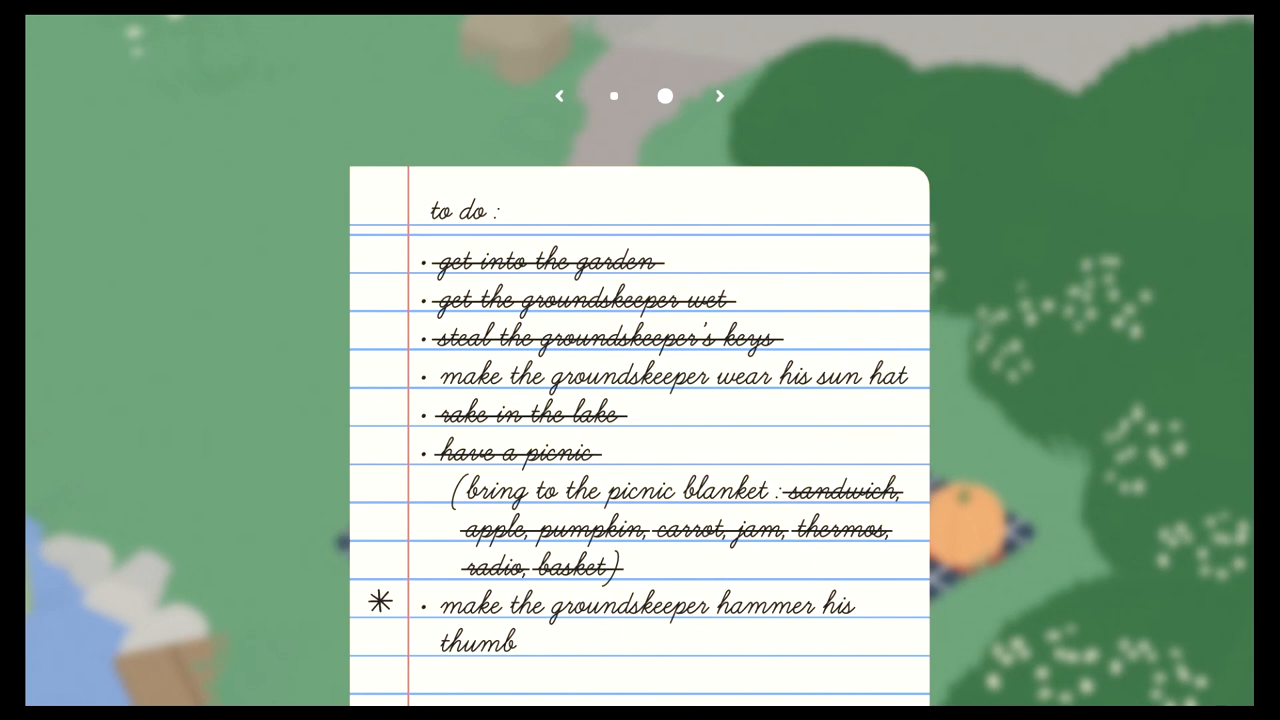 to do :
• get into the garden
• get the groundskeeper wet
• steal the groundskeeper's keys
• make the groundskeeper wear his sun hat
• rake in the lake
• have a picnic
(bring to the picnic blanket : sandwich,
apple, pumpkin, carrot, jam, thermos,
radio, basket)
• make the groundskeeper hammer his
thumb